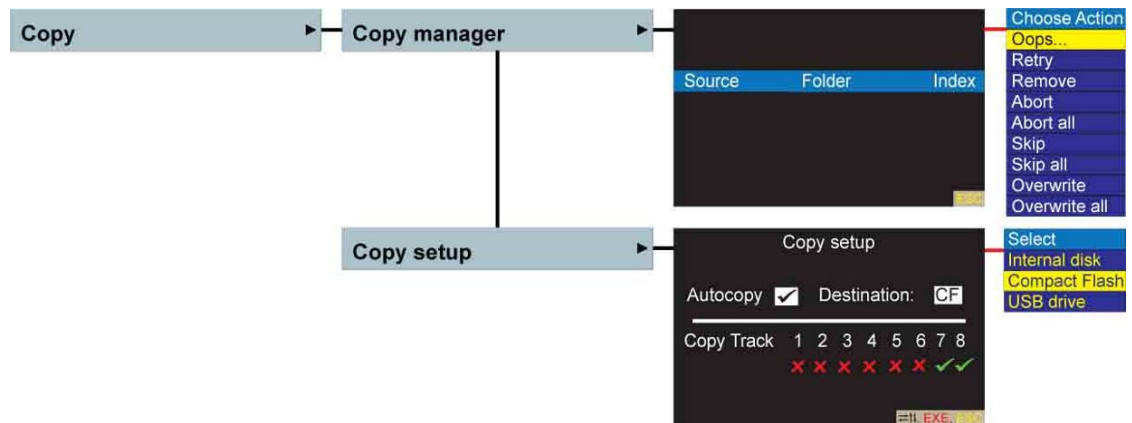 Copy
Copy manager
Source Folder Index
ESC
Choose Action
Oops...
Retry
Remove
Abort
Abort all
Skip
Skip all
Overwrite
Overwrite all
Copy setup
Copy setup
Autocopy Destination: CF
Copy Track 1 2 3 4 5 6 7 8
EXE ESC
Select
Internal disk
Compact Flash
USB drive